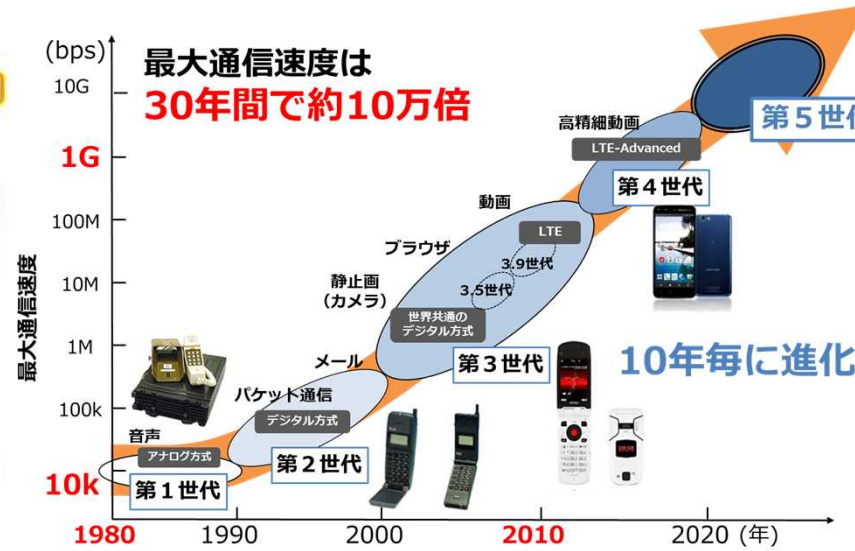 (bps)
最大通信速度は
30年間で約10万倍
10G
1G
100M
10M
1M
100k
10k
最大通信速度
第5世代
高精細動画
LTE-Advanced
第4世代
動画
LTE
ブラウザ
3.9世代
3.5世代
静止画
(カメラ)
世界共通の
デジタル方式
第3世代
10年毎に進化
メール
パケット通信
デジタル方式
第2世代
音声
アナログ方式
第1世代
1980
1990
2000
2010
2020 (年)